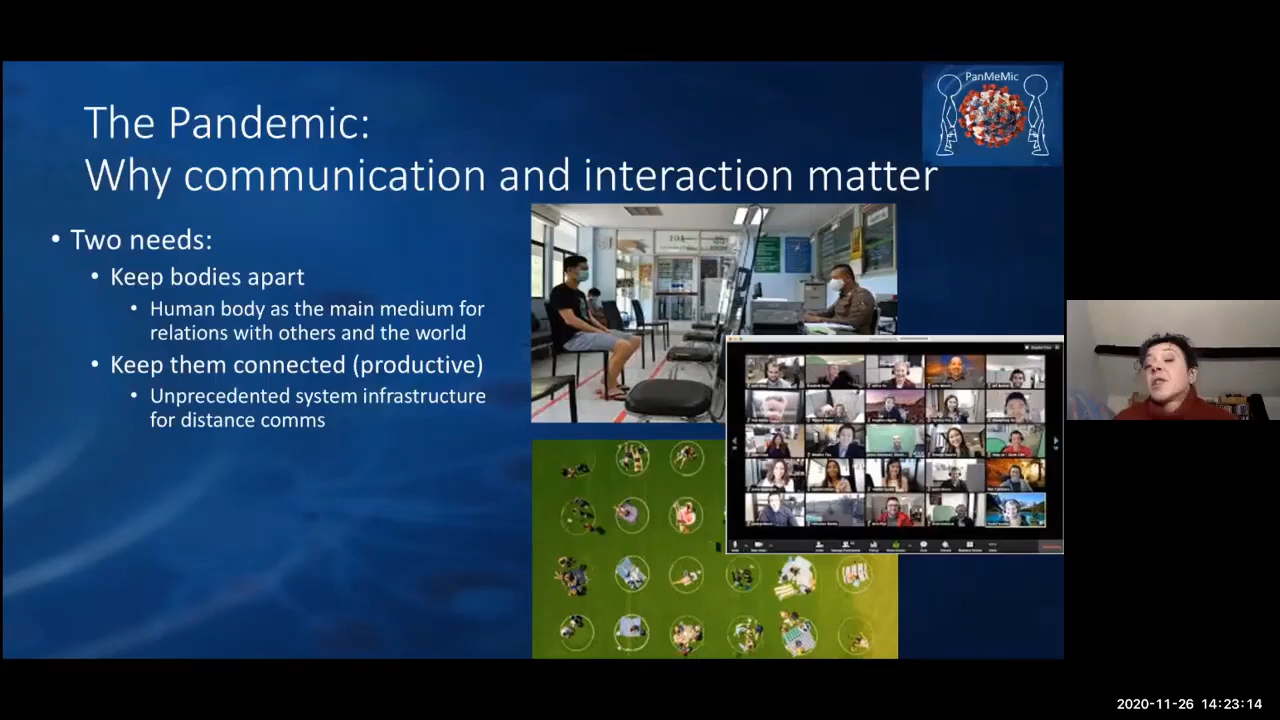 PanMeMic
The Pandemic:
Why communication and interaction matter
• Two needs:
• Keep bodies apart
• Human body as the main medium for
relations with others and the world
• Keep them connected (productive)
• Unprecedented system infrastructure
for distance comms
2020-11-26 14:23:14